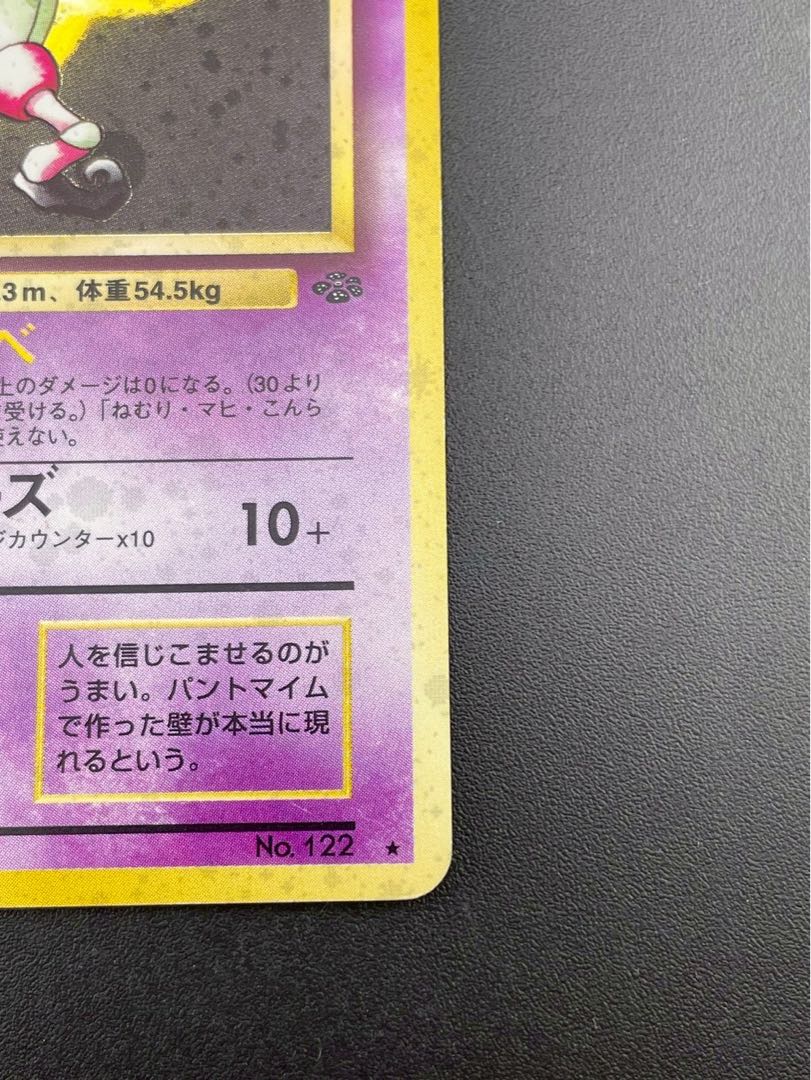 .3m、体重54.5kg
べ
上のダメージは0になる。(30より
受ける。)「ねむり・マヒ・こんら
使えない。
ズ
ジカウンターx10
10+
人を信じこませるのが
うまい。パントマイム
で作った壁が本当に現
れるという。
No. 122 ★